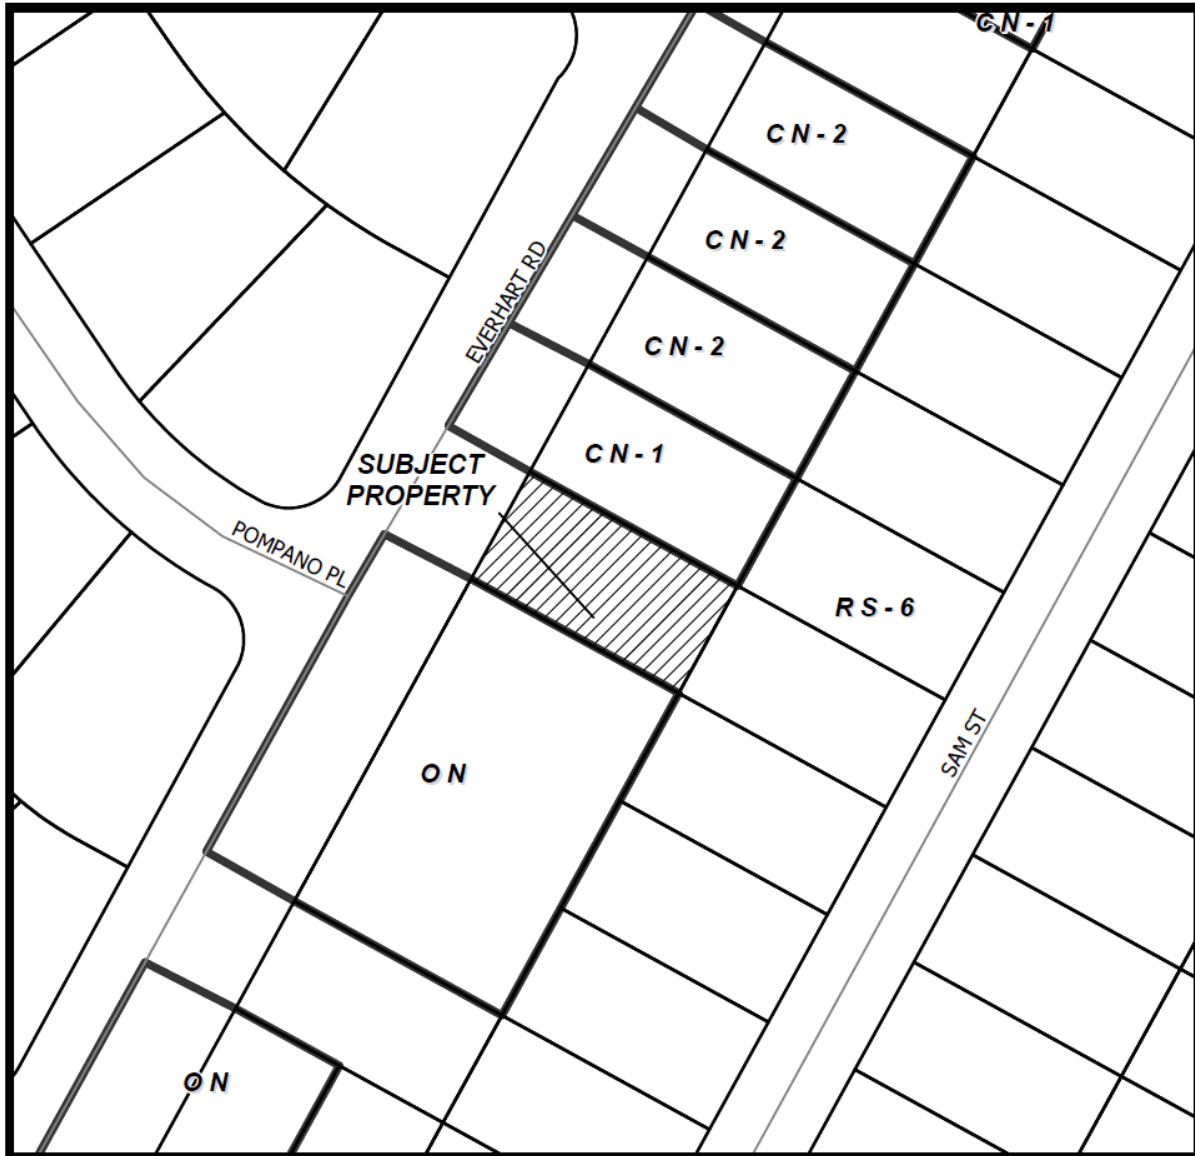 CN-1
CN-2
CN-2
EVERHART RD
CN-2
CN-1
SUBJECT
PROPERTY
POMPANO PL
RS-6
SAM ST
ON
ON